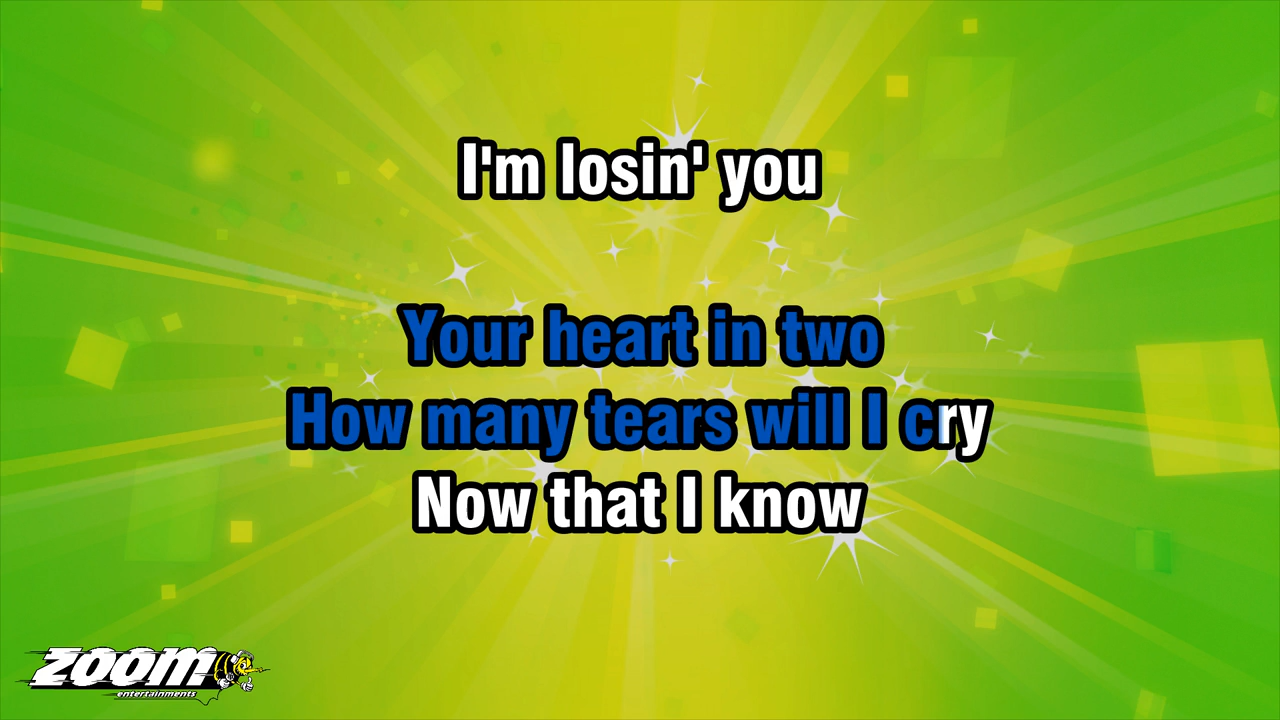 I'm losin' you
Your heart in two
How many tears will I cry
Now that I know
ZOOM
entertainments